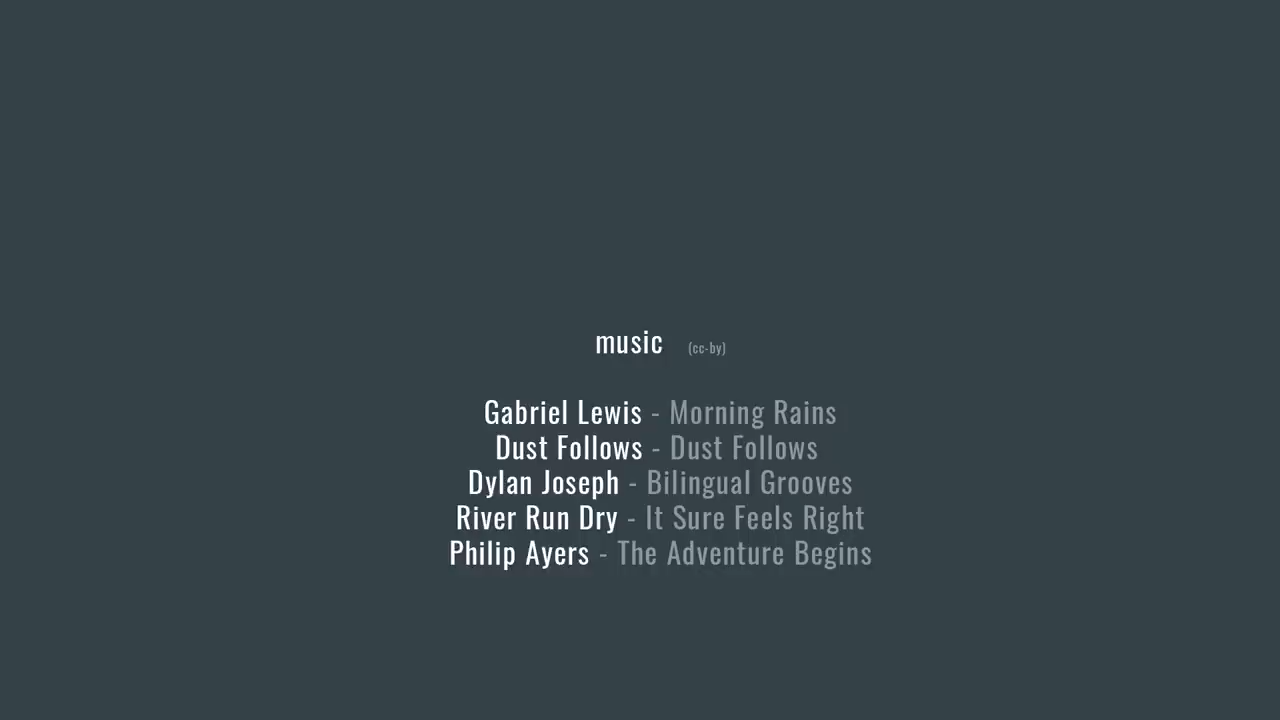 music (cc-by)
Gabriel Lewis - Morning Rains
Dust Follows - Dust Follows
Dylan Joseph - Bilingual Grooves
River Run Dry - It Sure Feels Right
Philip Ayers - The Adventure Begins